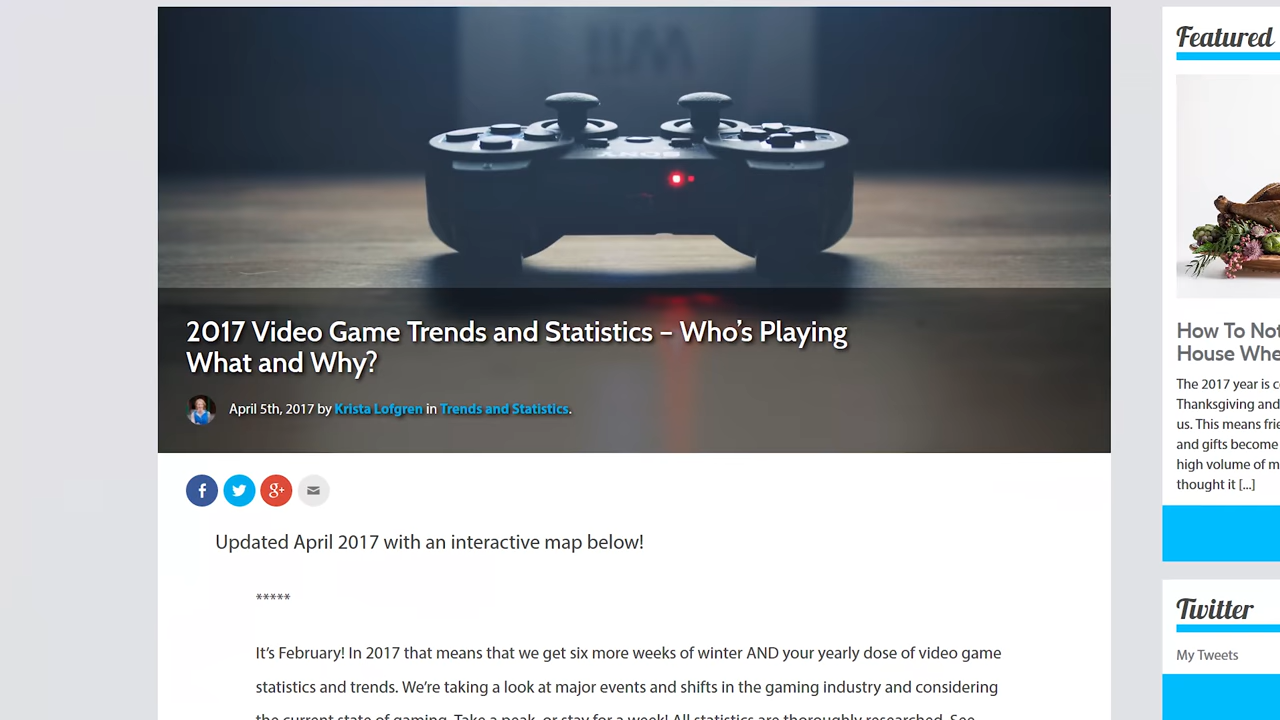 SONY
2017 Video Game Trends and Statistics – Who's Playing
What and Why?
April 5th, 2017 by Krista Lofgren in Trends and Statistics.
f
g+
Updated April 2017 with an interactive map below!
*****
It's February! In 2017 that means that we get six more weeks of winter AND your yearly dose of video game
statistics and trends. We're taking a look at major events and shifts in the gaming industry and considering
the current state of gaming. Take a peak, or stay for a week! All statistics are thoroughly researched. See
Featured
How To Not
House Whe
The 2017 year is c
Thanksgiving and
us. This means frie
and gifts become
high volume of m
thought it [...]
Twitter
My Tweets